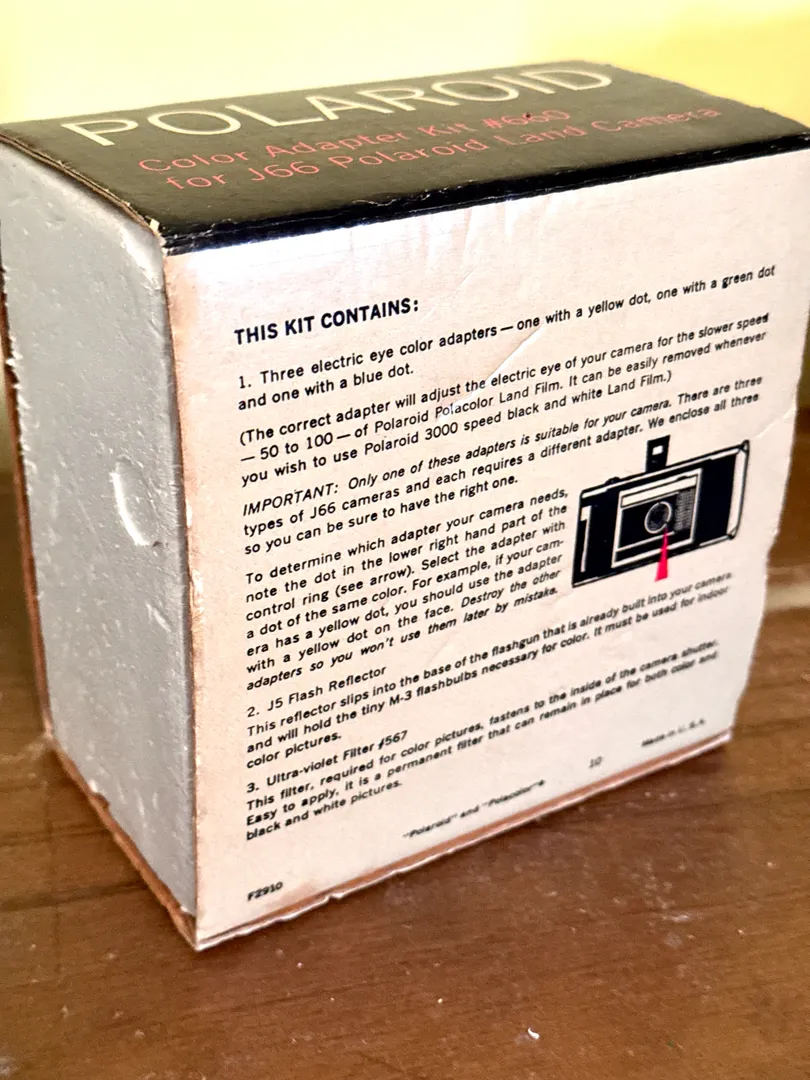 POLAROID
Color Adapter Kit #660
for J66 Polaroid Land Camera
THIS KIT CONTAINS:
1. Three electric eye color adapters — one with a yellow dot, one with a green dot
and one with a blue dot.
(The correct adapter will adjust the electric eye of your camera for the slower speed
— 50 to 100 — of Polaroid Polacolor Land Film. It can be easily removed whenever
you wish to use Polaroid 3000 speed black and white Land Film.)
IMPORTANT: Only one of these adapters is suitable for your camera. There are three
types of J66 cameras and each requires a different adapter. We enclose all three
so you can be sure to have the right one.
To determine which adapter your camera needs,
note the dot in the lower right hand part of the
control ring (see arrow). Select the adapter with
a dot of the same color. For example, if your cam-
era has a yellow dot, you should use the adapter
with a yellow dot on the face. Destroy the other
adapters so you won't use them later by mistake.
2. J5 Flash Reflector
This reflector slips into the base of the flashgun that is already built into your camera
and will hold the tiny M-3 flashbulbs necessary for color. It must be used for indoor
color pictures.
3. Ultra-violet Filter #567
This filter, required for color pictures, fastens to the inside of the camera shutter.
Easy to apply, it is a permanent filter that can remain in place for both color and
black and white pictures.
"Polaroid" and "Polacolor"®
10
Made in U.S.A.
F2910